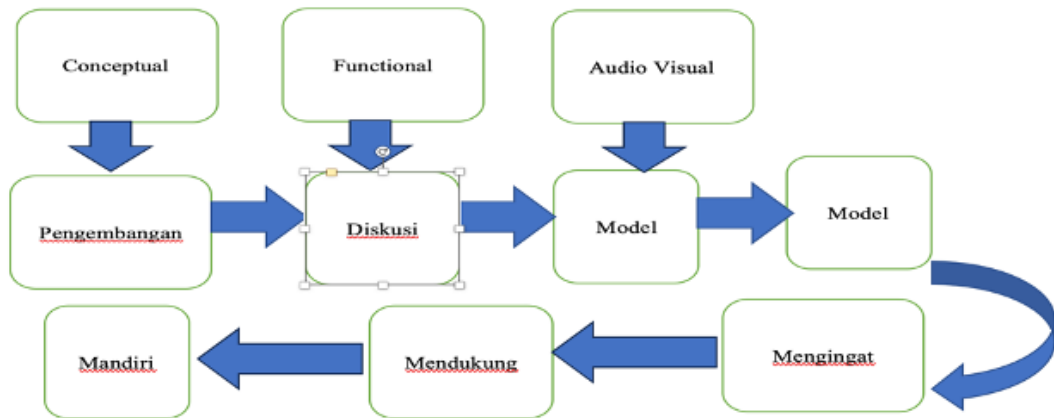 Conceptual
Functional
Audio Visual
Pengembangan
Diskusi
Model
Model
Mengingat
Mendukung
Mandiri